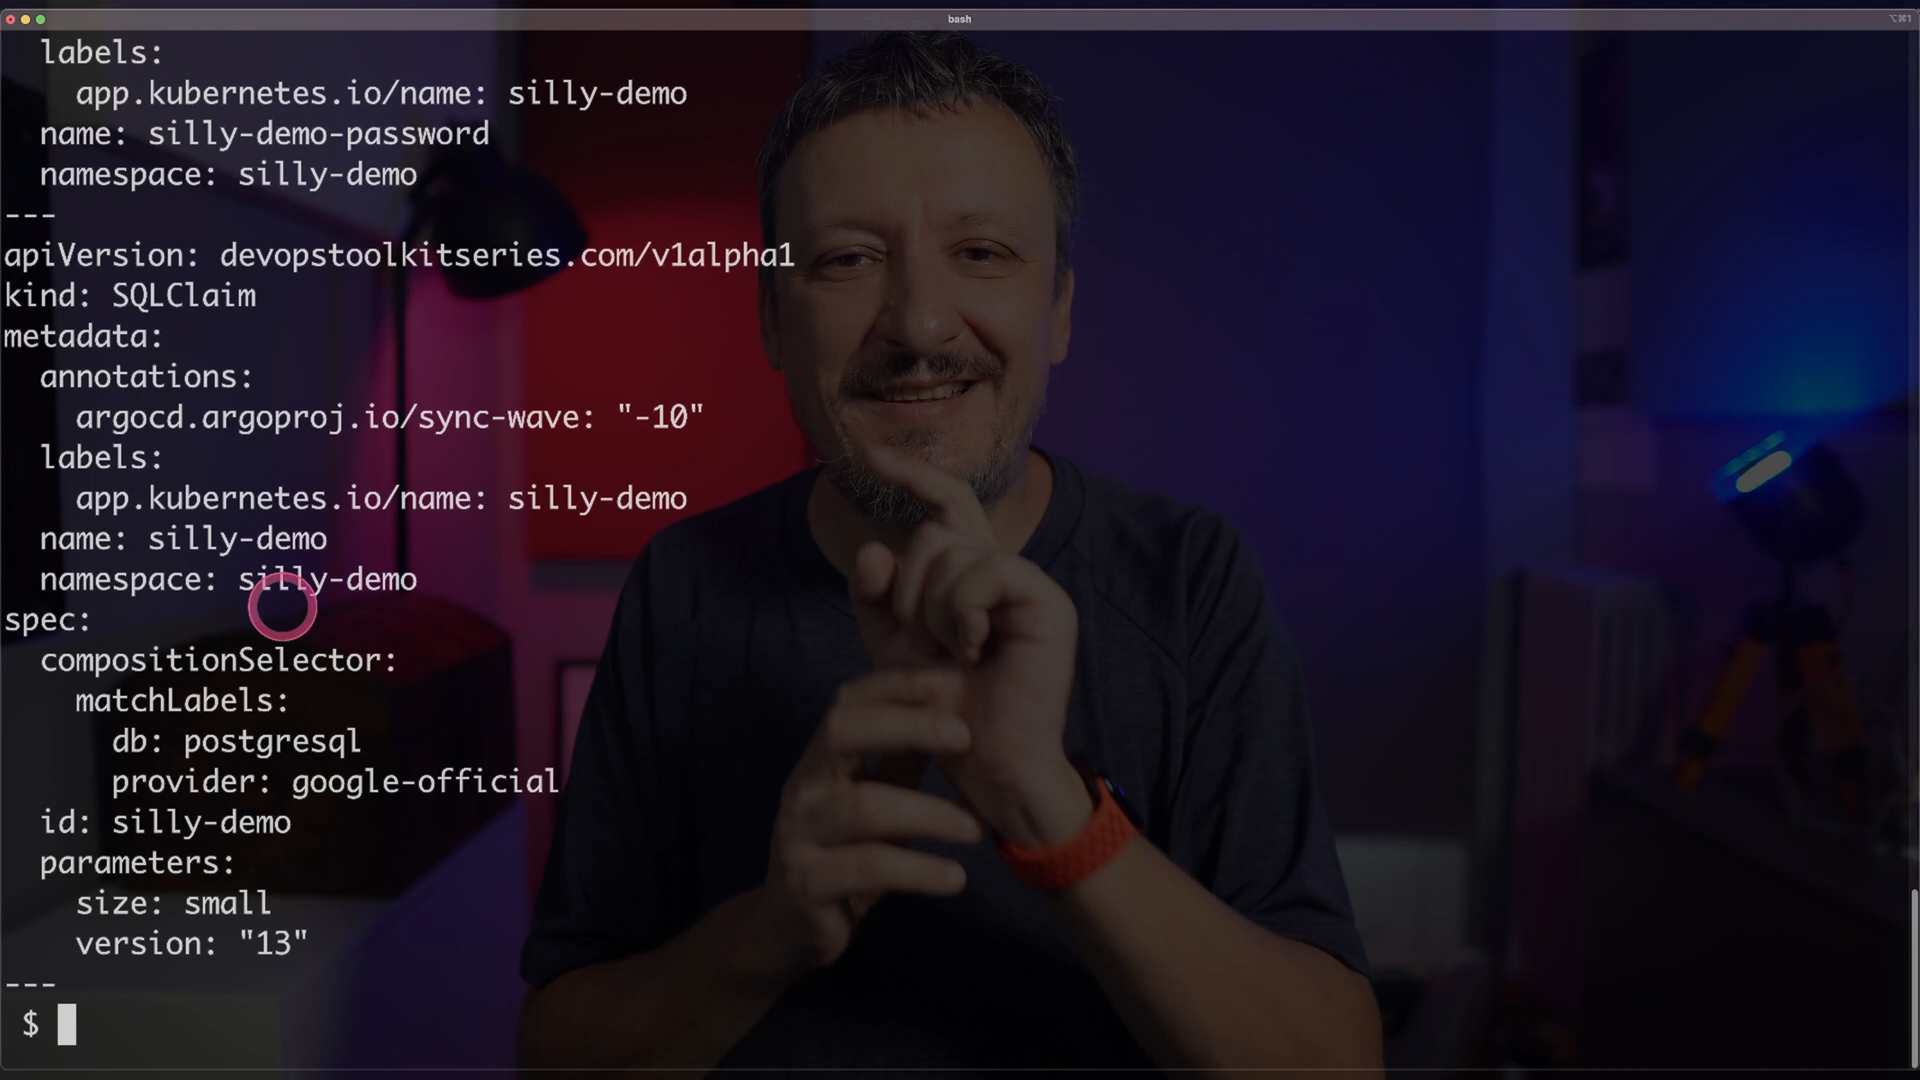 bash
⌥⌘1
labels:
app.kubernetes.io/name: silly-demo
name: silly-demo-password
namespace: silly-demo
---
apiVersion: devopstoolkitseries.com/v1alpha1
kind: SQLClaim
metadata:
annotations:
argocd.argoproj.io/sync-wave: "-10"
labels:
app.kubernetes.io/name: silly-demo
name: silly-demo
namespace: silly-demo
spec:
compositionSelector:
matchLabels:
db: postgresql
provider: google-official
id: silly-demo
parameters:
size: small
version: "13"
---
$